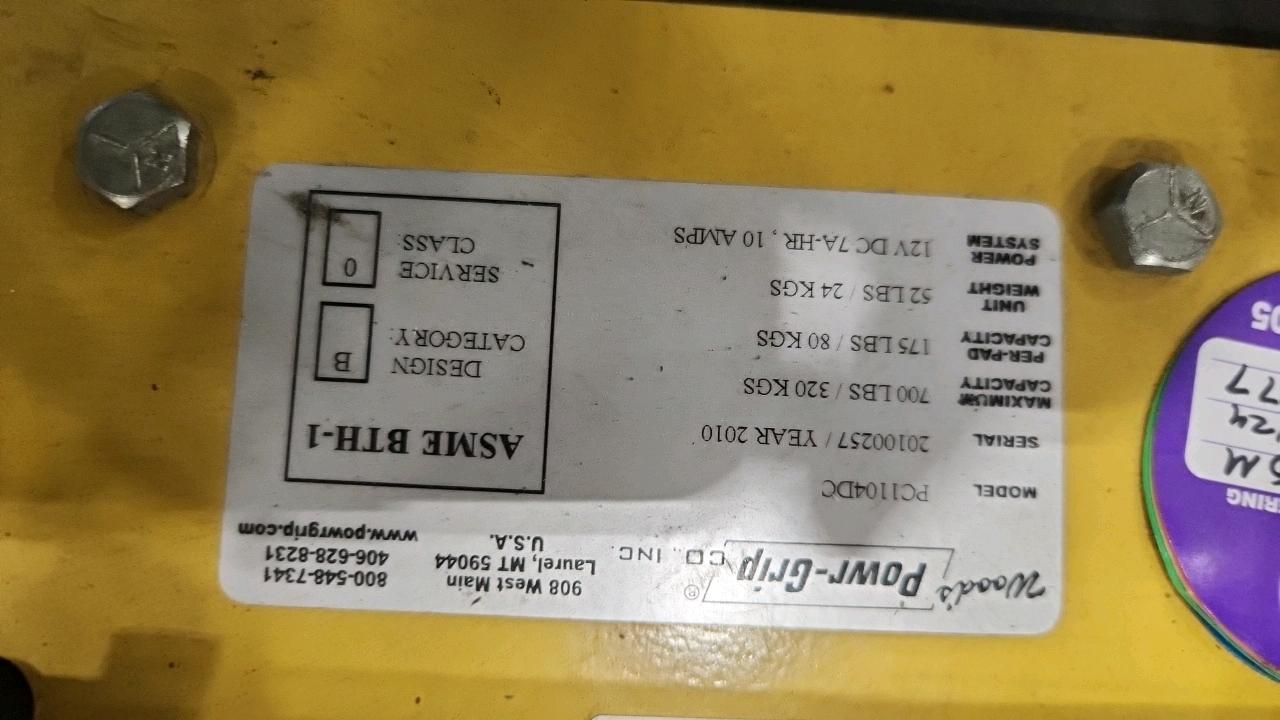 Wood's Powr-Grip® CO., INC.
908 West Main
Laurel, MT 59044
U.S.A.
800-548-7341
406-628-8231
www.powrgrip.com
MODEL PC1104DC
SERIAL 20100257 / YEAR 2010
MAXIMUM CAPACITY 700 LBS / 320 KGS
PER-PAD CAPACITY 175 LBS / 80 KGS
UNIT WEIGHT 52 LBS / 24 KGS
POWER SYSTEM 12V DC 7A-HR , 10 AMPS
ASME BTH-1
DESIGN CATEGORY: B
SERVICE CLASS: 0